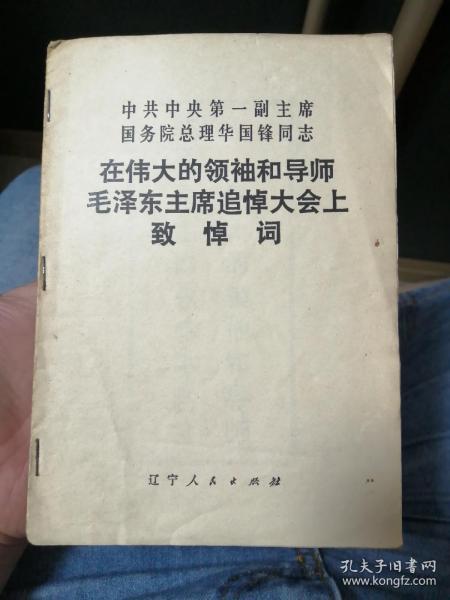 中共中央第一副主席
国务院总理华国锋同志
在伟大的领袖和导师
毛泽东主席追悼大会上
致悼词
辽宁人民出版社
孔夫子旧书网
www.kongfz.com